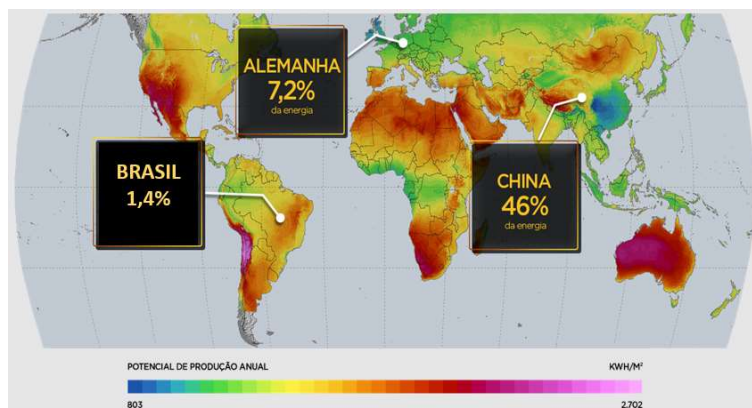 ALEMANHA
7,2%
da energia
BRASIL
1,4%
CHINA
46%
da energia
POTENCIAL DE PRODUÇÃO ANUAL
KWH/M²
803
2.702